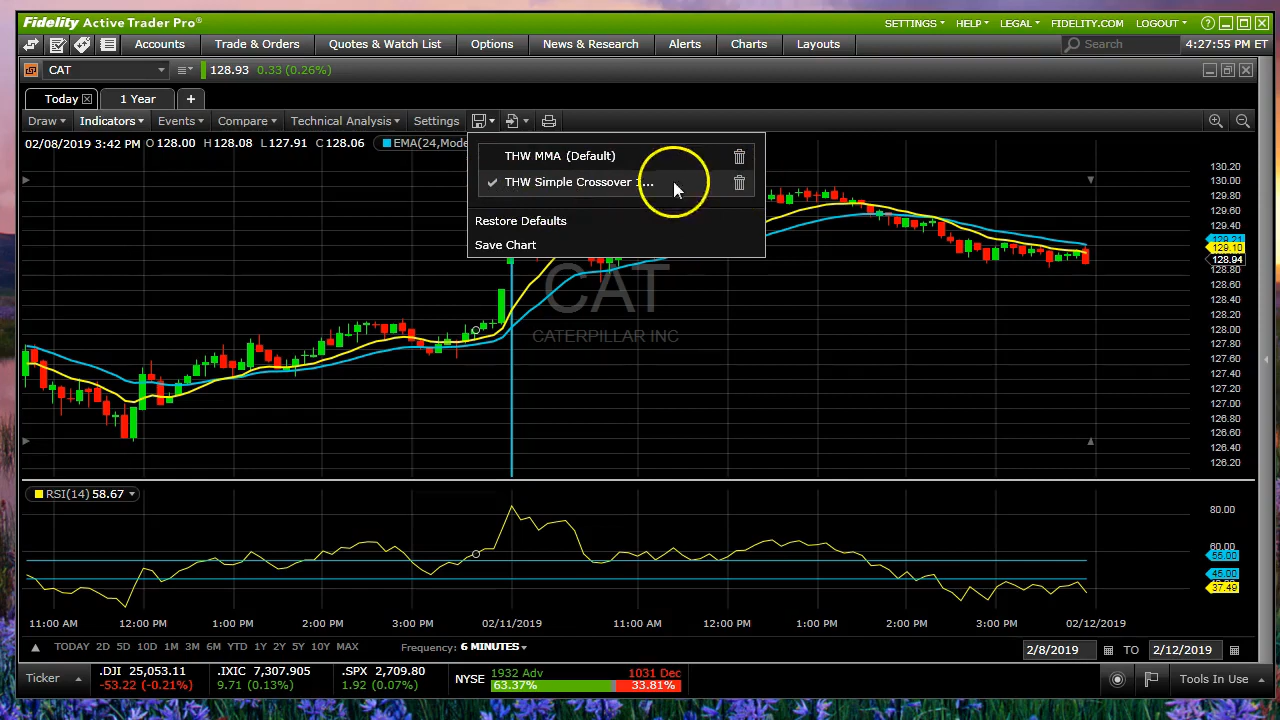 Fidelity Active Trader Pro®
SETTINGS HELP LEGAL FIDELITY.COM LOGOUT
Accounts Trade & Orders Quotes & Watch List Options News & Research Alerts Charts Layouts Search 4:27:55 PM ET
CAT 128.93 0.33 (0.26%)
Today 1 Year +
Draw Indicators Events Compare Technical Analysis Settings
02/08/2019 3:42 PM O 128.00 H 128.08 L 127.91 C 128.06 EMA(24,Mode
THW MMA (Default)
THW Simple Crossover
Restore Defaults
Save Chart
130.20
130.00
129.80
129.60
129.40
129.21
129.10
128.94
128.80
128.60
128.40
128.20
128.00
127.80
127.60
127.40
127.20
127.00
126.80
126.60
126.40
126.20
CAT
CATERPILLAR INC
RSI(14) 58.67
80.00
60.00
55.00
45.00
37.49
11:00 AM 12:00 PM 1:00 PM 2:00 PM 3:00 PM 02/11/2019 11:00 AM 12:00 PM 1:00 PM 2:00 PM 3:00 PM 02/12/2019
TODAY 2D 5D 10D 1M 3M 6M YTD 1Y 2Y 5Y 10Y MAX Frequency: 6 MINUTES 2/8/2019 TO 2/12/2019
Ticker .DJI 25,053.11 .IXIC 7,307.905 .SPX 2,709.80 NYSE 1932 Adv 1031 Dec Tools In Use
-53.22 (-0.21%) 9.71 (0.13%) 1.92 (0.07%) 63.37% 33.81%